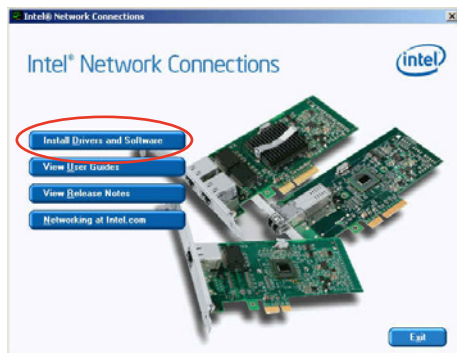 Intel® Network Connections
Intel® Network Connections
intel
Install Drivers and Software
View User Guides
View Release Notes
Networking at Intel.com
Exit